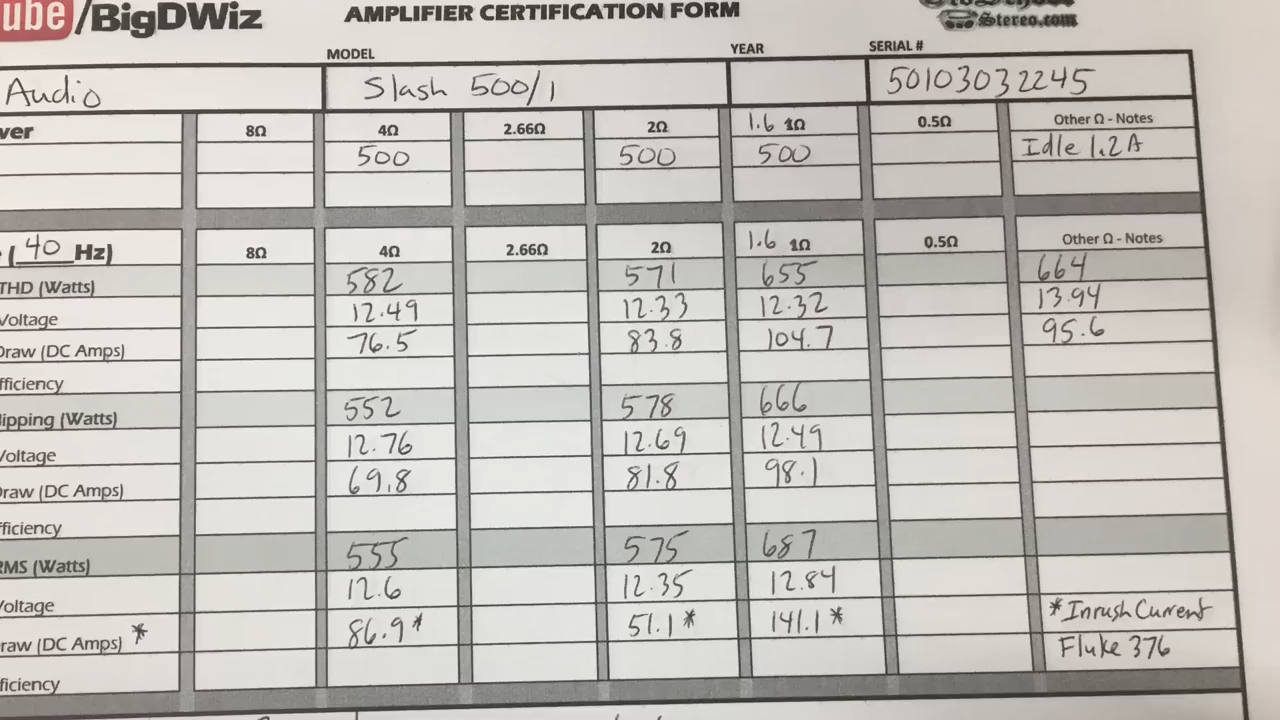 ube /BigDWiz AMPLIFIER CERTIFICATION FORM
Stereo.com
MODEL YEAR SERIAL #
Audio Slash 500/1 50103032245
wer 8Ω 4Ω 2.66Ω 2Ω 1.6 1Ω 0.5Ω Other Ω - Notes
500 500 500 Idle 1.2A
(40 Hz) 8Ω 4Ω 2.66Ω 2Ω 1.6 1Ω 0.5Ω Other Ω - Notes
THD (Watts) 582 571 655 664
Voltage 12.49 12.33 12.32 13.94
Draw (DC Amps) 76.5 83.8 104.7 95.6
fficiency
lipping (Watts) 552 578 666
Voltage 12.76 12.69 12.49
Draw (DC Amps) 69.8 81.8 98.1
fficiency
RMS (Watts) 555 575 687
Voltage 12.6 12.35 12.84
raw (DC Amps) * 86.9* 51.1* 141.1* *Inrush Current
Fluke 376
ficiency